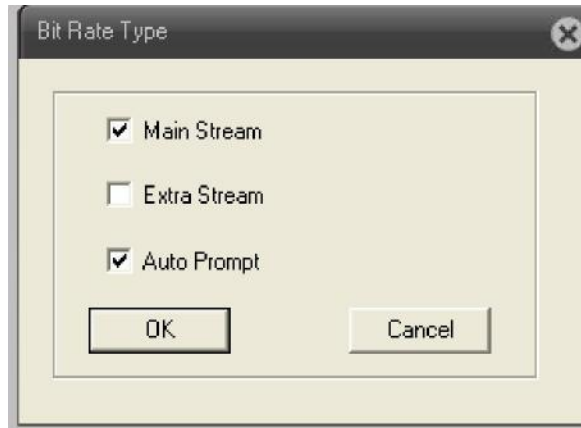 Bit Rate Type
Main Stream
Extra Stream
Auto Prompt
OK
Cancel